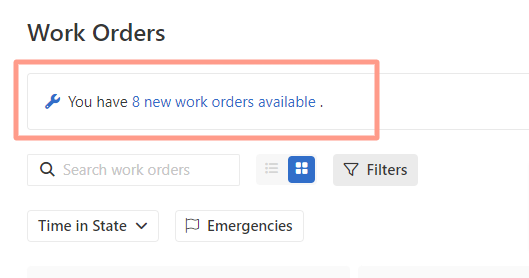 Work Orders
You have 8 new work orders available .
Search work orders
Filters
Time in State
Emergencies